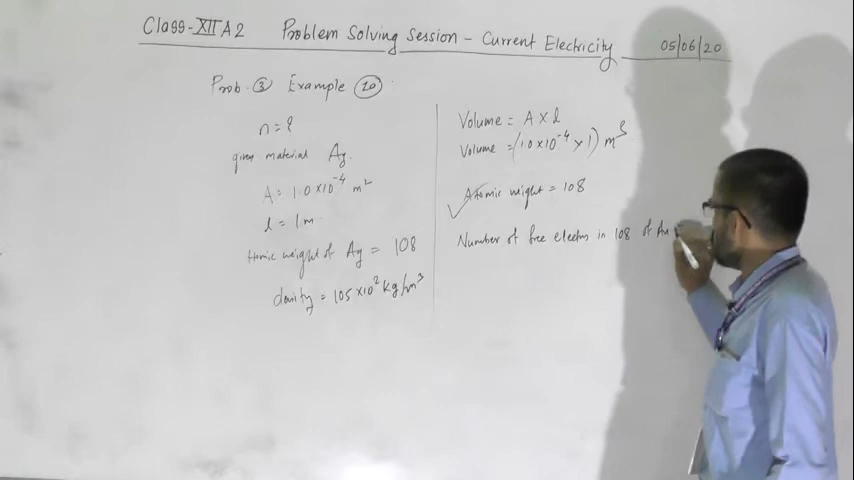 Class-XII A2 Problem Solving Session - Current Electricity 05/06/20
Prob. ③ Example ⑳
n = ?
given material Ag.
A = 1.0 × 10⁻⁴ m²
l = 1m
Atomic weight of Ag = 108
density = 105 × 10² kg/m³
Volume = A × l
Volume = (1.0 × 10⁻⁴ × 1) m³
Atomic weight = 108
Number of free electrons in 108 of